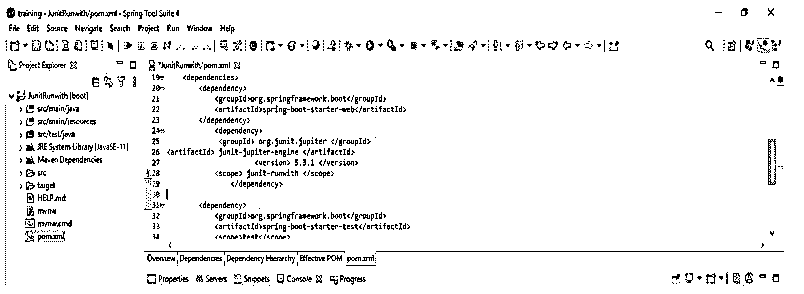 training - JunitRunwith/pom.xml - Spring Tool Suite 4
File Edit Source Navigate Search Project Run Window Help
Project Explorer
*JunitRunwith/pom.xml
JunitRunwith [boot]
src/main/java
src/main/resources
src/test/java
JRE System Library [JavaSE-11]
Maven Dependencies
src
target
HELP.md
mvnw
mvnw.cmd
pom.xml
19 <dependencies>
20 <dependency>
21 <groupId>org.springframework.boot</groupId>
22 <artifactId>spring-boot-starter-web</artifactId>
23 </dependency>
24 <dependency>
25 <groupId> org.junit.jupiter </groupId>
26 <artifactId> junit-jupiter-engine </artifactId>
27 <version> 5.3.1 </version>
28 <scope> junit-runwith </scope>
29 </dependency>
30
31 <dependency>
32 <groupId>org.springframework.boot</groupId>
33 <artifactId>spring-boot-starter-test</artifactId>
34 <scope>test</scope>
Overview Dependencies Dependency Hierarchy Effective POM pom.xml
Properties Servers Snippets Console Progress